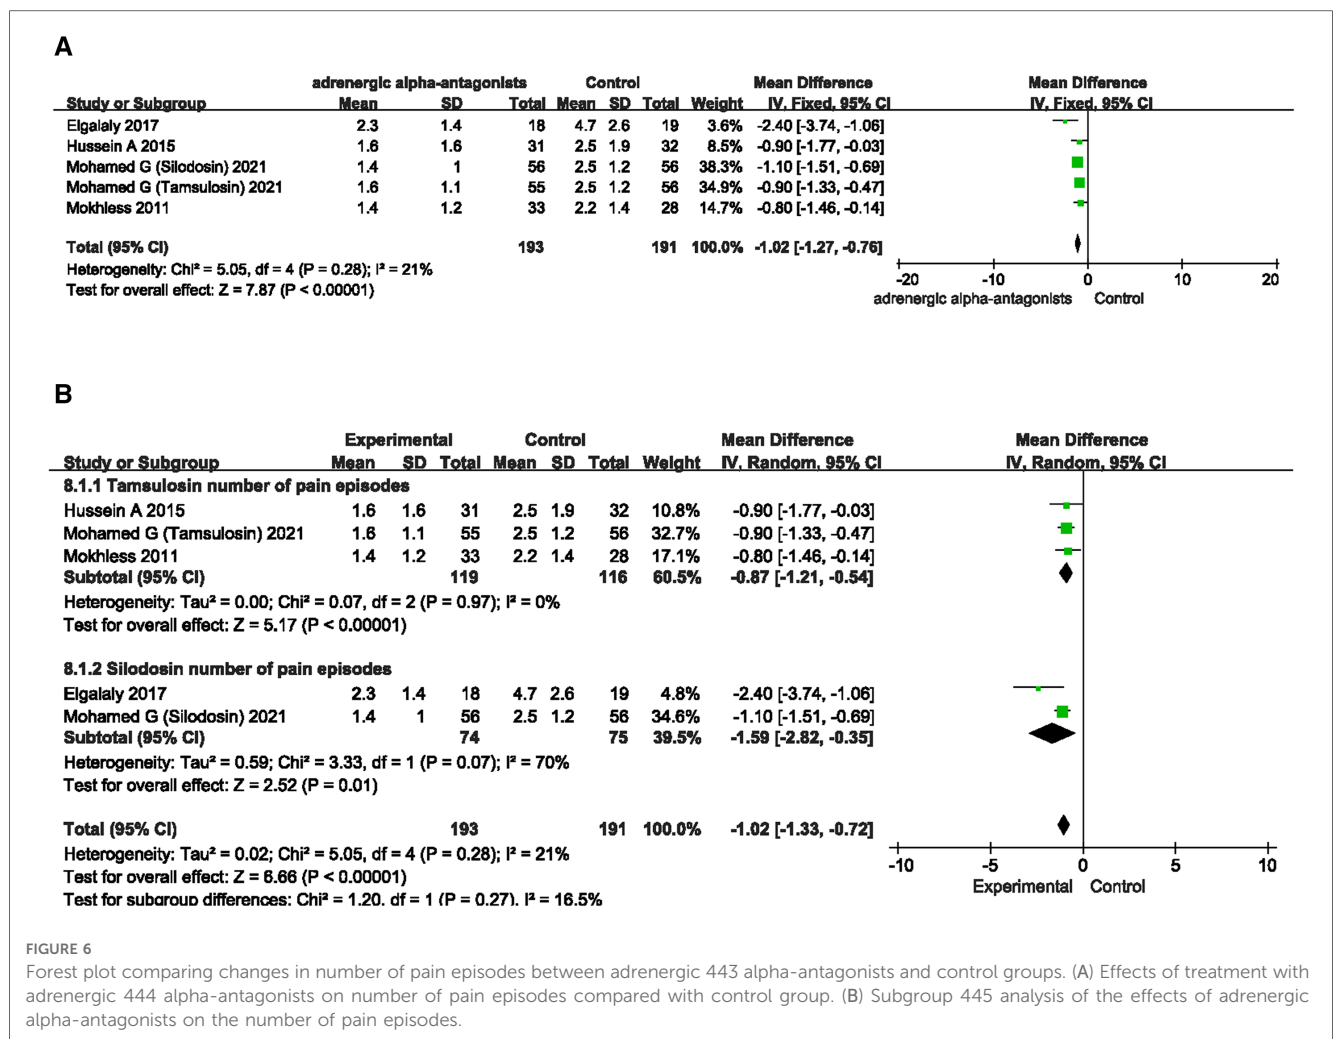 A
adrenergic alpha-antagonists Control Mean Difference Mean Difference
Study or Subgroup Mean SD Total Mean SD Total Weight IV, Fixed, 95% CI IV, Fixed, 95% CI
Elgalaly 2017 2.3 1.4 18 4.7 2.6 19 3.6% -2.40 [-3.74, -1.06]
Hussein A 2015 1.6 1.6 31 2.5 1.9 32 8.5% -0.90 [-1.77, -0.03]
Mohamed G (Silodosin) 2021 1.4 1 56 2.5 1.2 56 38.3% -1.10 [-1.51, -0.69]
Mohamed G (Tamsulosin) 2021 1.6 1.1 55 2.5 1.2 56 34.9% -0.90 [-1.33, -0.47]
Mokhless 2011 1.4 1.2 33 2.2 1.4 28 14.7% -0.80 [-1.46, -0.14]
Total (95% CI) 193 191 100.0% -1.02 [-1.27, -0.76]
Heterogeneity: Chi² = 5.05, df = 4 (P = 0.28); I² = 21%
Test for overall effect: Z = 7.87 (P < 0.00001)
-20 -10 0 10 20
adrenergic alpha-antagonists Control
B
Experimental Control Mean Difference Mean Difference
Study or Subgroup Mean SD Total Mean SD Total Weight IV, Random, 95% CI IV, Random, 95% CI
8.1.1 Tamsulosin number of pain episodes
Hussein A 2015 1.6 1.6 31 2.5 1.9 32 10.8% -0.90 [-1.77, -0.03]
Mohamed G (Tamsulosin) 2021 1.6 1.1 55 2.5 1.2 56 32.7% -0.90 [-1.33, -0.47]
Mokhless 2011 1.4 1.2 33 2.2 1.4 28 17.1% -0.80 [-1.46, -0.14]
Subtotal (95% CI) 119 116 60.5% -0.87 [-1.21, -0.54]
Heterogeneity: Tau² = 0.00; Chi² = 0.07, df = 2 (P = 0.97); I² = 0%
Test for overall effect: Z = 5.17 (P < 0.00001)
8.1.2 Silodosin number of pain episodes
Elgalaly 2017 2.3 1.4 18 4.7 2.6 19 4.8% -2.40 [-3.74, -1.06]
Mohamed G (Silodosin) 2021 1.4 1 56 2.5 1.2 56 34.6% -1.10 [-1.51, -0.69]
Subtotal (95% CI) 74 75 39.5% -1.59 [-2.82, -0.35]
Heterogeneity: Tau² = 0.59; Chi² = 3.33, df = 1 (P = 0.07); I² = 70%
Test for overall effect: Z = 2.52 (P = 0.01)
Total (95% CI) 193 191 100.0% -1.02 [-1.33, -0.72]
Heterogeneity: Tau² = 0.02; Chi² = 5.05, df = 4 (P = 0.28); I² = 21%
Test for overall effect: Z = 6.66 (P < 0.00001)
Test for subgroup differences: Chi² = 1.20, df = 1 (P = 0.27), I² = 16.5%
-10 -5 0 5 10
Experimental Control
FIGURE 6
Forest plot comparing changes in number of pain episodes between adrenergic 443 alpha-antagonists and control groups. (A) Effects of treatment with
adrenergic 444 alpha-antagonists on number of pain episodes compared with control group. (B) Subgroup 445 analysis of the effects of adrenergic
alpha-antagonists on the number of pain episodes.